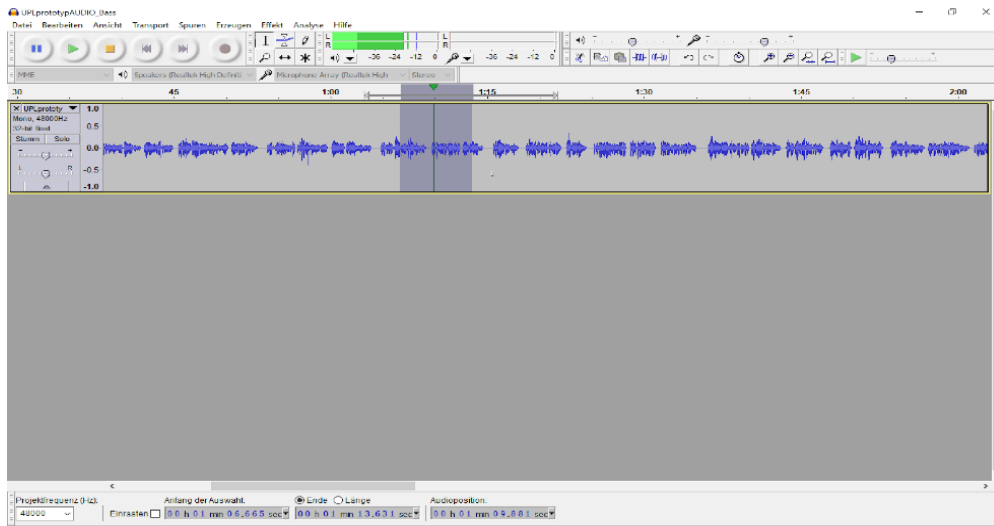 UPLprototypAUDIO_Bass
Datei Bearbeiten Ansicht Transport Spuren Erzeugen Effekt Analyse Hilfe
L R
-36 -24 -12 0
L R
-36 -24 -12 0
MME Speakers (Realtek High Definiti Microphone Array (Realtek High Stereo
30 45 1:00 1:15 1:30 1:45 2:00
X UPLprototy 1.0
Mono, 48000Hz
32-bit float 0.5
Stumm Solo
- + 0.0
L R -0.5
-1.0
Projektfrequenz (Hz): Anfang der Auswahl: Ende Länge Audioposition:
48000 Einrasten 00 h 01 min 06.665 sec 00 h 01 min 13.631 sec 00 h 01 min 09.881 sec